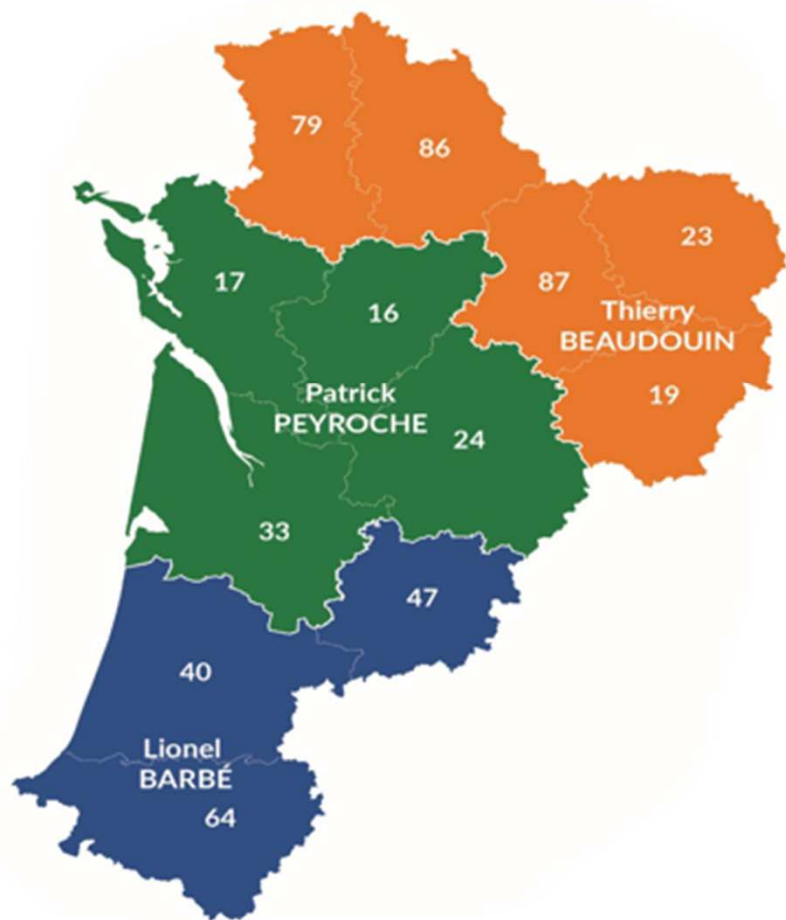 79
86
23
17
87
16
Thierry
BEAUDOUIN
Patrick
PEYROCHE
19
24
33
47
40
Lionel
BARBÉ
64